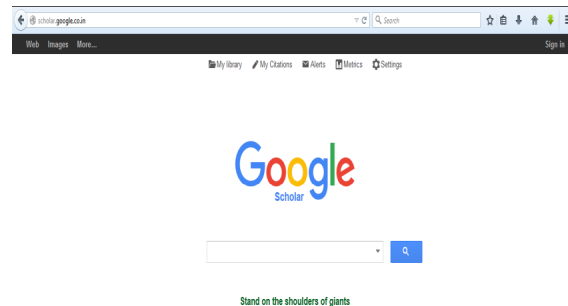 scholar.google.co.in
Search
Web Images More...
Sign in
My library My Citations Alerts Metrics Settings
Google
Scholar
Stand on the shoulders of giants